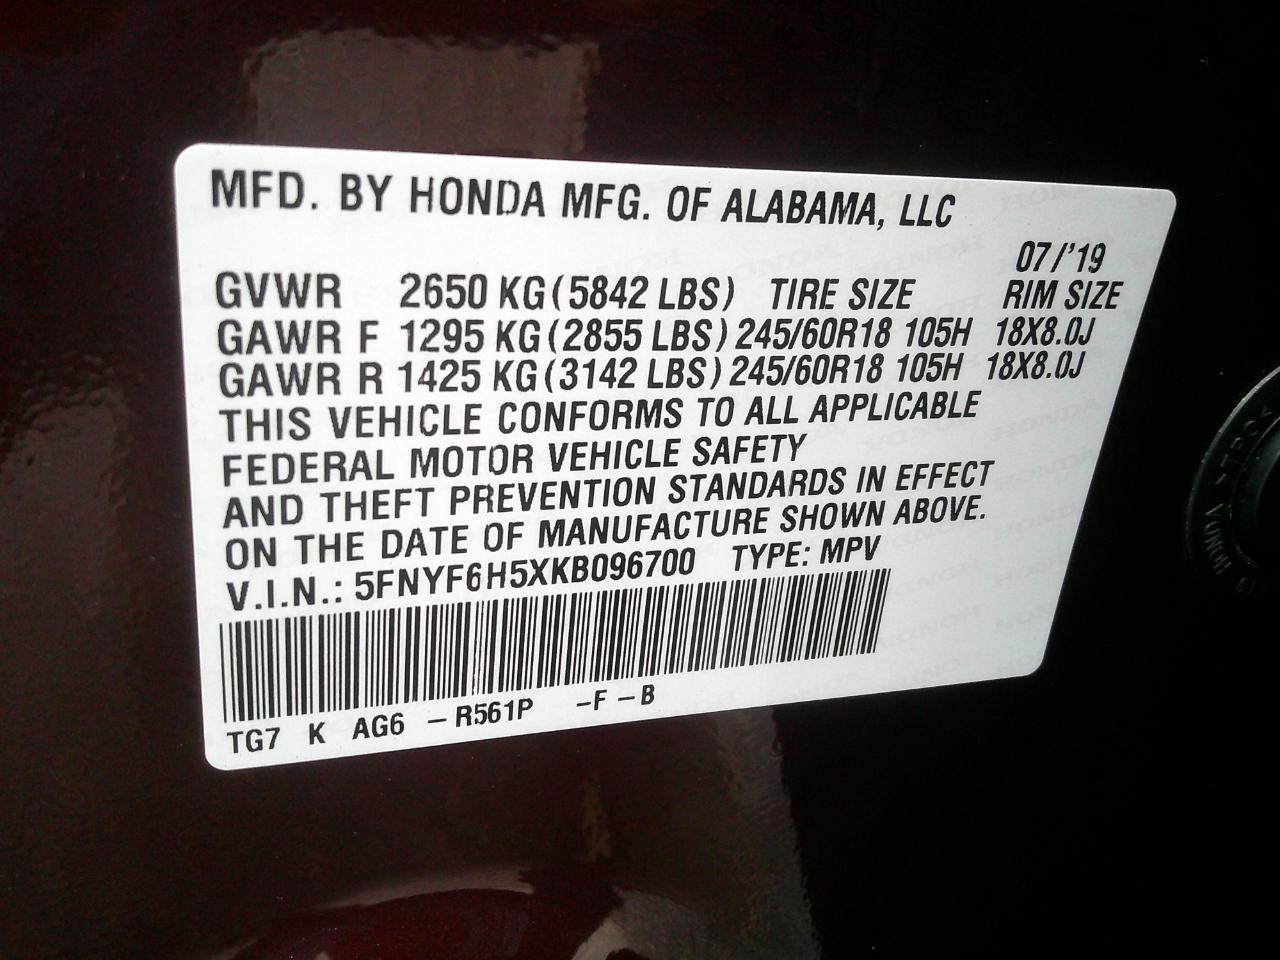 MFD. BY HONDA MFG. OF ALABAMA, LLC
07/'19
GVWR 2650 KG (5842 LBS) TIRE SIZE RIM SIZE
GAWR F 1295 KG (2855 LBS) 245/60R18 105H 18X8.0J
GAWR R 1425 KG (3142 LBS) 245/60R18 105H 18X8.0J
THIS VEHICLE CONFORMS TO ALL APPLICABLE
FEDERAL MOTOR VEHICLE SAFETY
AND THEFT PREVENTION STANDARDS IN EFFECT
ON THE DATE OF MANUFACTURE SHOWN ABOVE.
V.I.N.: 5FNYF6H5XKB096700 TYPE: MPV
TG7 K AG6 -R561P -F-B
HONDA >TPO<